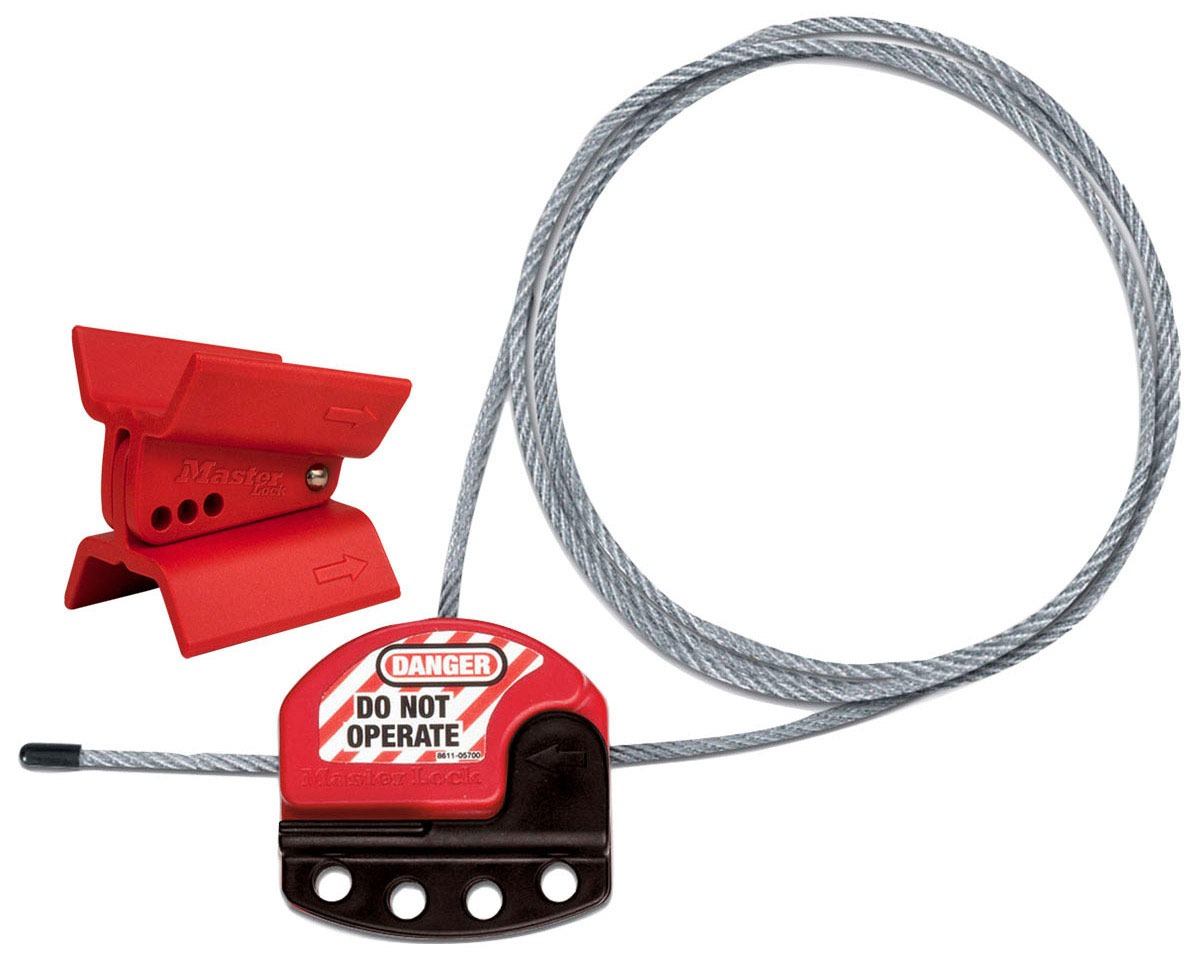 Master
Lock
DANGER
DO NOT
OPERATE
8611-05700
Master Lock